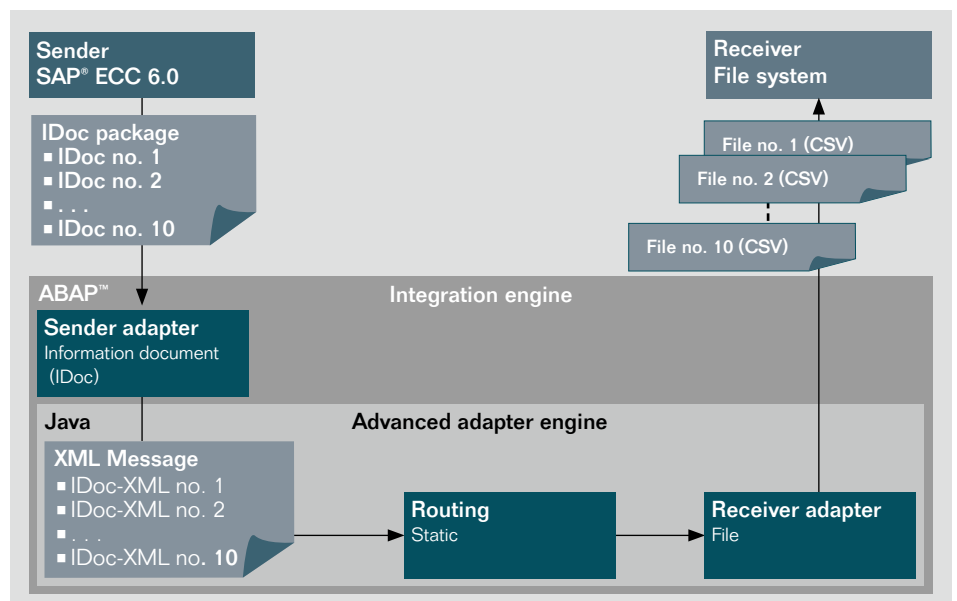 Sender
SAP® ECC 6.0
IDoc package
▪ IDoc no. 1
▪ IDoc no. 2
▪ . . .
▪ IDoc no. 10
Receiver
File system
File no. 1 (CSV)
File no. 2 (CSV)
File no. 10 (CSV)
ABAP™
Integration engine
Sender adapter
Information document
(IDoc)
Java
Advanced adapter engine
XML Message
▪ IDoc-XML no. 1
▪ IDoc-XML no. 2
▪ . . .
▪ IDoc-XML no. 10
Routing
Static
Receiver adapter
File